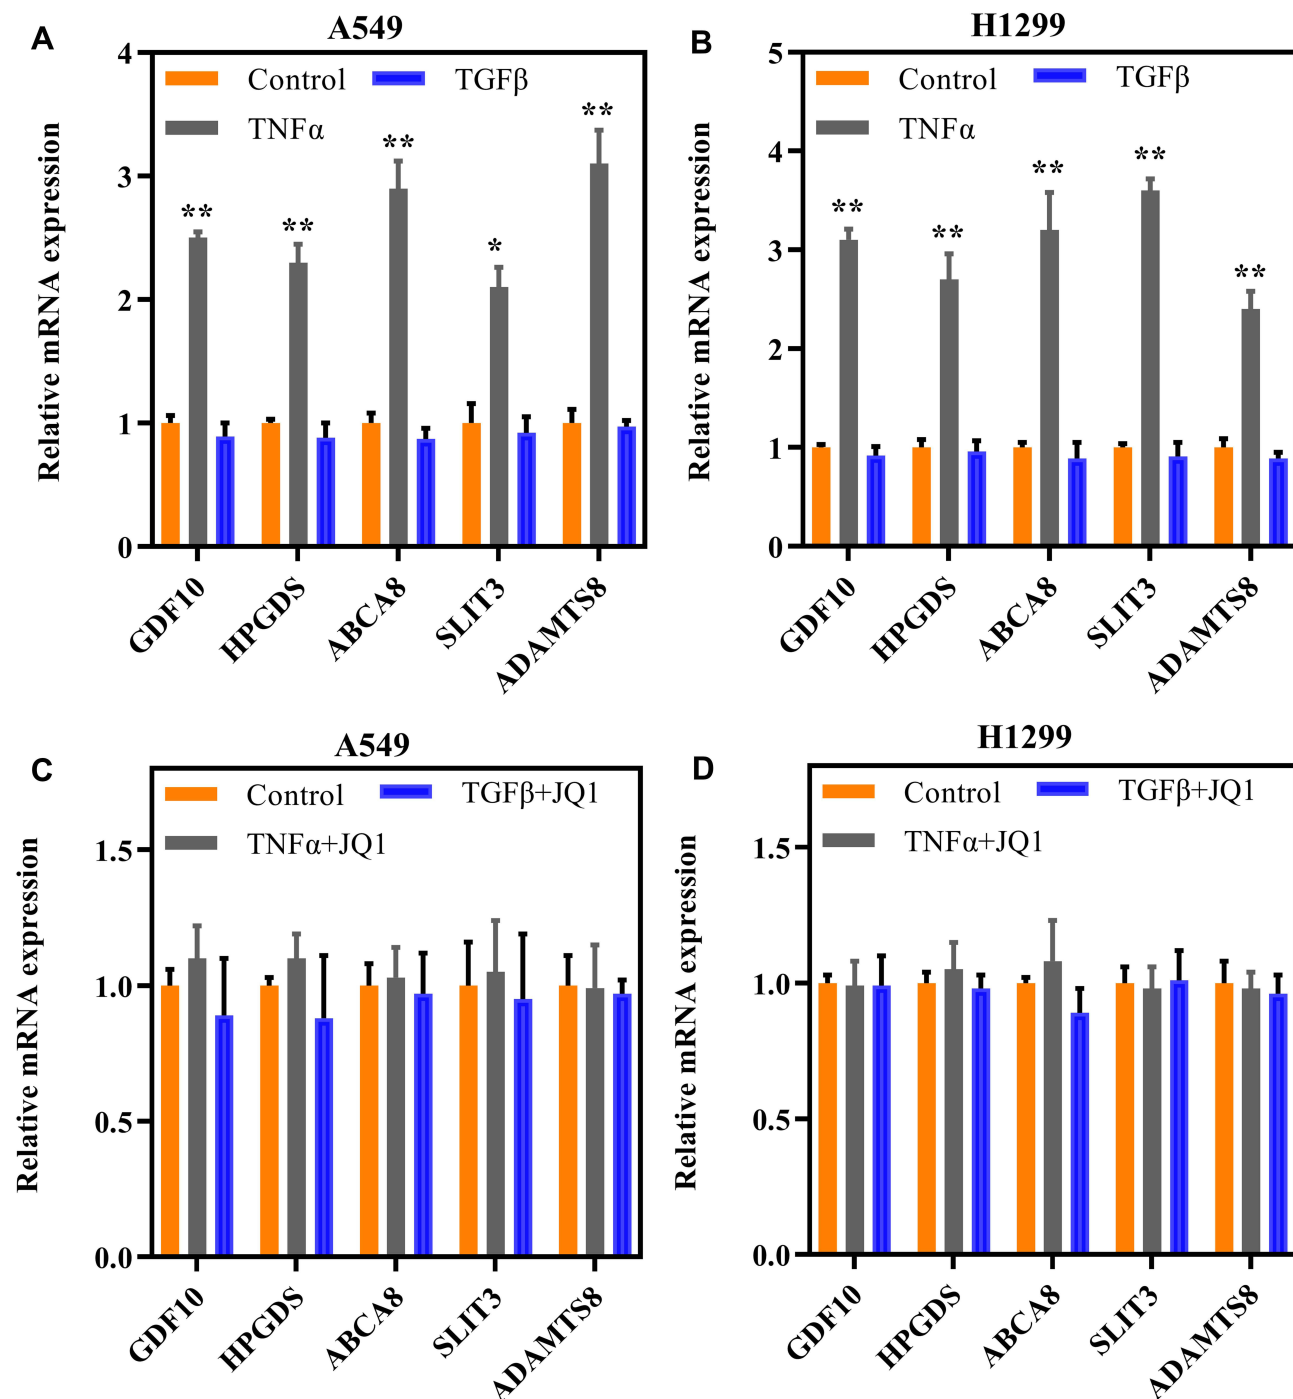 A
A549
4
3
2
1
0
Relative mRNA expression
Control
TGFβ
TNFα
**
**
**
*
**
GDF10
HPGDS
ABCA8
SLIT3
ADAMTS8
B
H1299
5
4
3
2
1
0
Relative mRNA expression
Control
TGFβ
TNFα
**
**
**
**
**
GDF10
HPGDS
ABCA8
SLIT3
ADAMTS8
C
A549
1.5
1.0
0.5
0.0
Relative mRNA expression
Control
TGFβ+JQ1
TNFα+JQ1
GDF10
HPGDS
ABCA8
SLIT3
ADAMTS8
D
H1299
1.5
1.0
0.5
0.0
Relative mRNA expression
Control
TGFβ+JQ1
TNFα+JQ1
GDF10
HPGDS
ABCA8
SLIT3
ADAMTS8